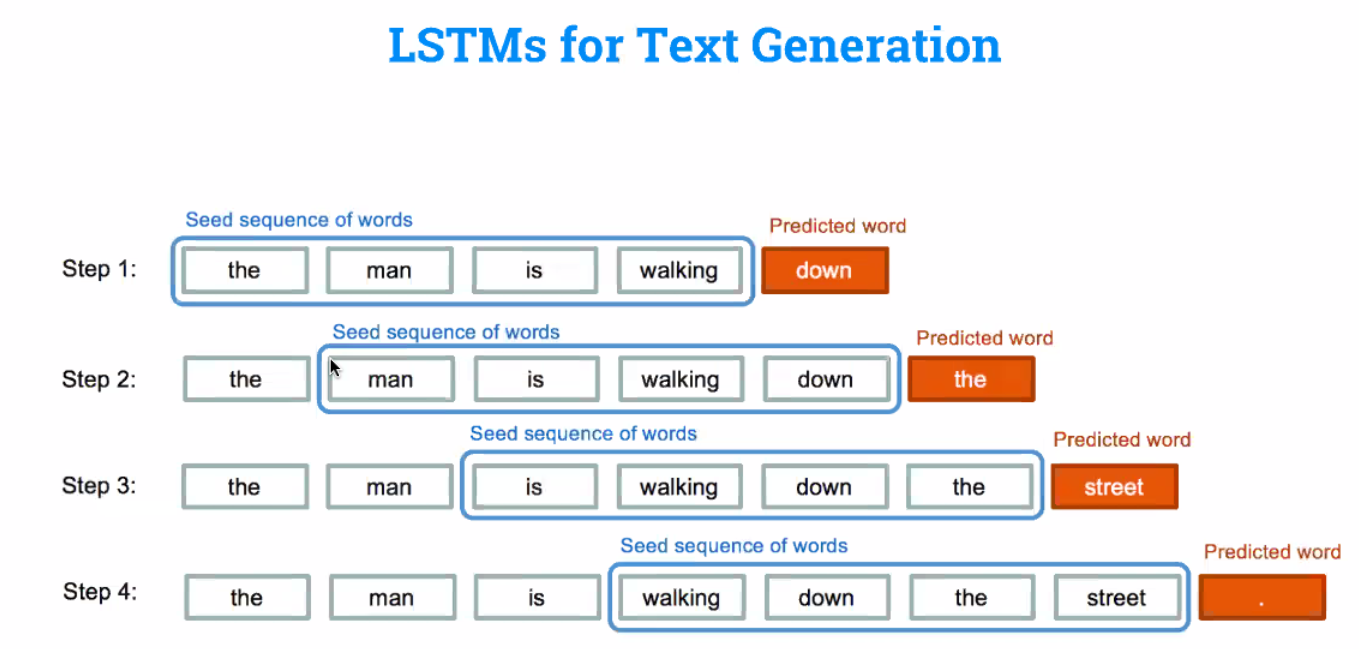 LSTMs for Text Generation
Seed sequence of words Predicted word
Step 1: the man is walking down
Seed sequence of words Predicted word
Step 2: the man is walking down the
Seed sequence of words Predicted word
Step 3: the man is walking down the street
Seed sequence of words Predicted word
Step 4: the man is walking down the street .